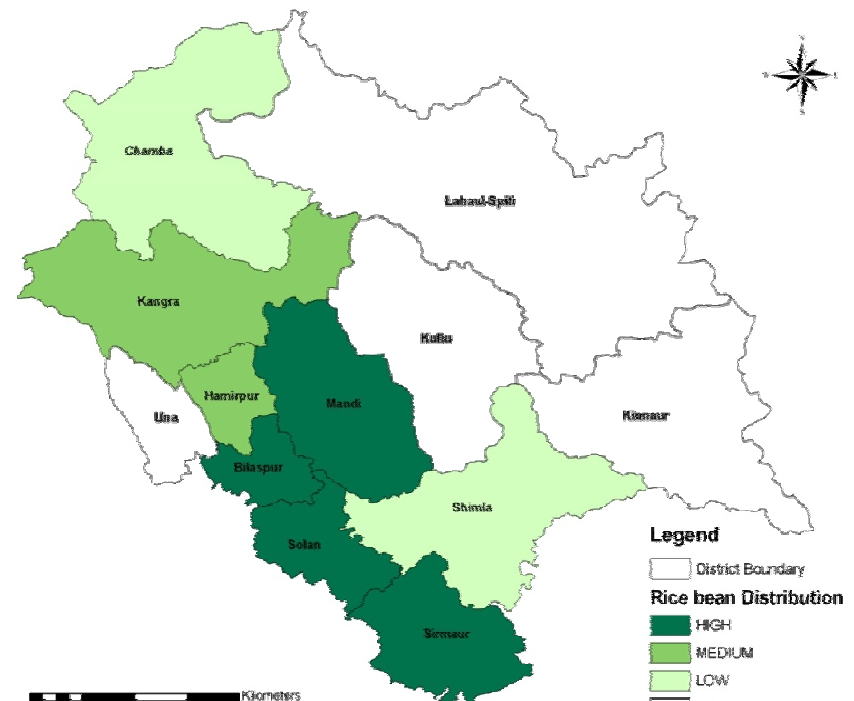 Chamba
Lahaul-Spiti
Kangra
Kullu
Hamirpur
Mandi
Una
Kinnaur
Bilaspur
Shimla
Solan
Sirmaur
Legend
District Boundary
Rice bean Distribution
HIGH
MEDIUM
LOW
Kilometers